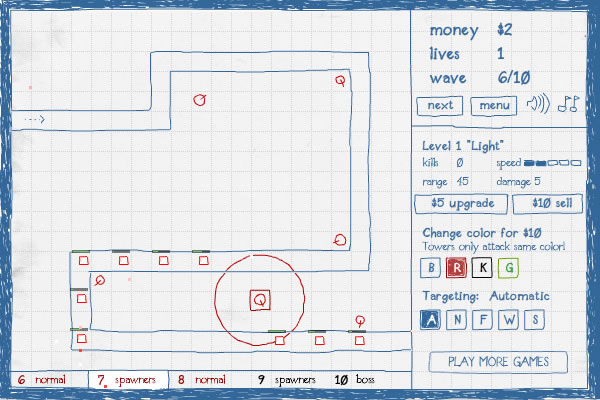 money $2
lives 1
wave 6/10
next menu
Level 1 "Light"
kills 0 speed
range 45 damage 5
$5 upgrade $10 sell
Change color for $10
Towers only attack same color!
B R K G
Targeting: Automatic
A N F W S
PLAY MORE GAMES
6 normal 7 spawners 8 normal 9 spawners 10 boss